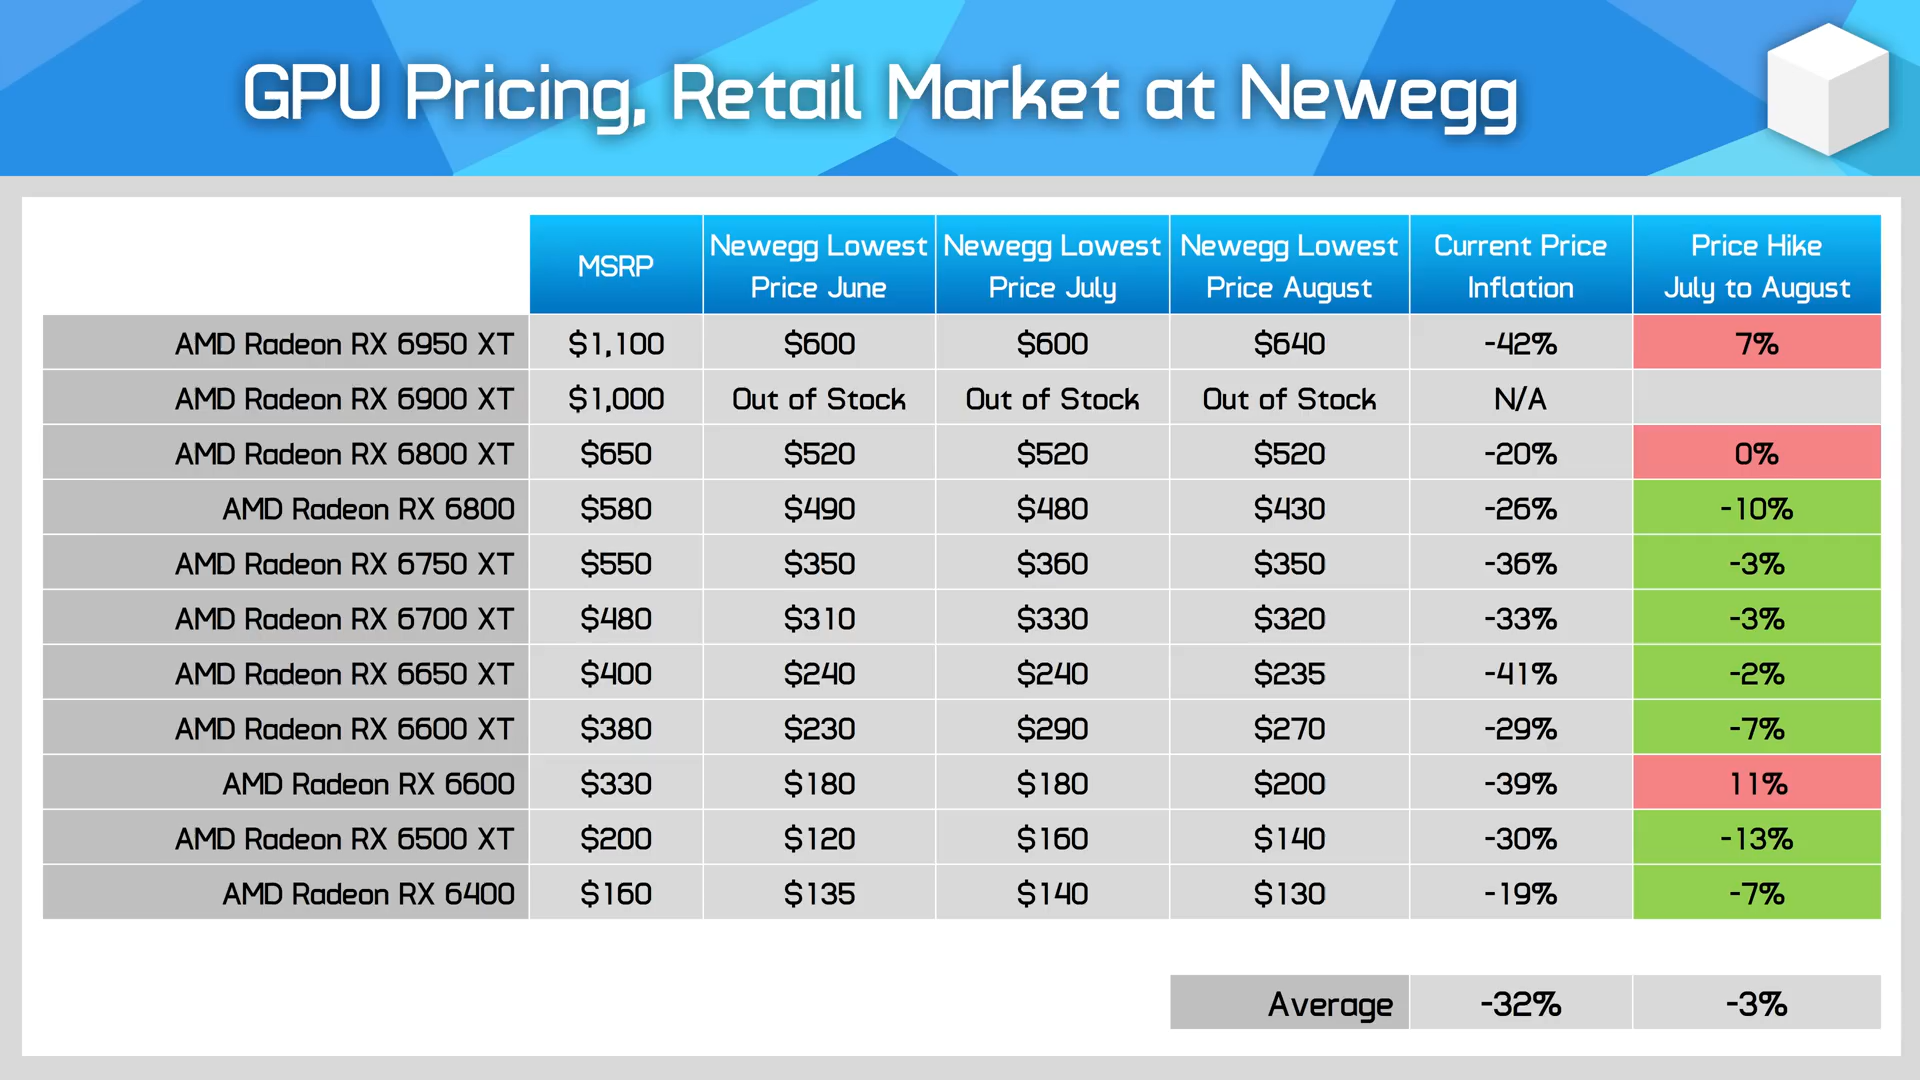 GPU Pricing, Retail Market at Newegg
MSRP Newegg Lowest Price June Newegg Lowest Price July Newegg Lowest Price August Current Price Inflation Price Hike July to August
AMD Radeon RX 6950 XT $1,100 $600 $600 $640 -42% 7%
AMD Radeon RX 6900 XT $1,000 Out of Stock Out of Stock Out of Stock N/A
AMD Radeon RX 6800 XT $650 $520 $520 $520 -20% 0%
AMD Radeon RX 6800 $580 $490 $480 $430 -26% -10%
AMD Radeon RX 6750 XT $550 $350 $360 $350 -36% -3%
AMD Radeon RX 6700 XT $480 $310 $330 $320 -33% -3%
AMD Radeon RX 6650 XT $400 $240 $240 $235 -41% -2%
AMD Radeon RX 6600 XT $380 $230 $290 $270 -29% -7%
AMD Radeon RX 6600 $330 $180 $180 $200 -39% 11%
AMD Radeon RX 6500 XT $200 $120 $160 $140 -30% -13%
AMD Radeon RX 6400 $160 $135 $140 $130 -19% -7%
Average -32% -3%